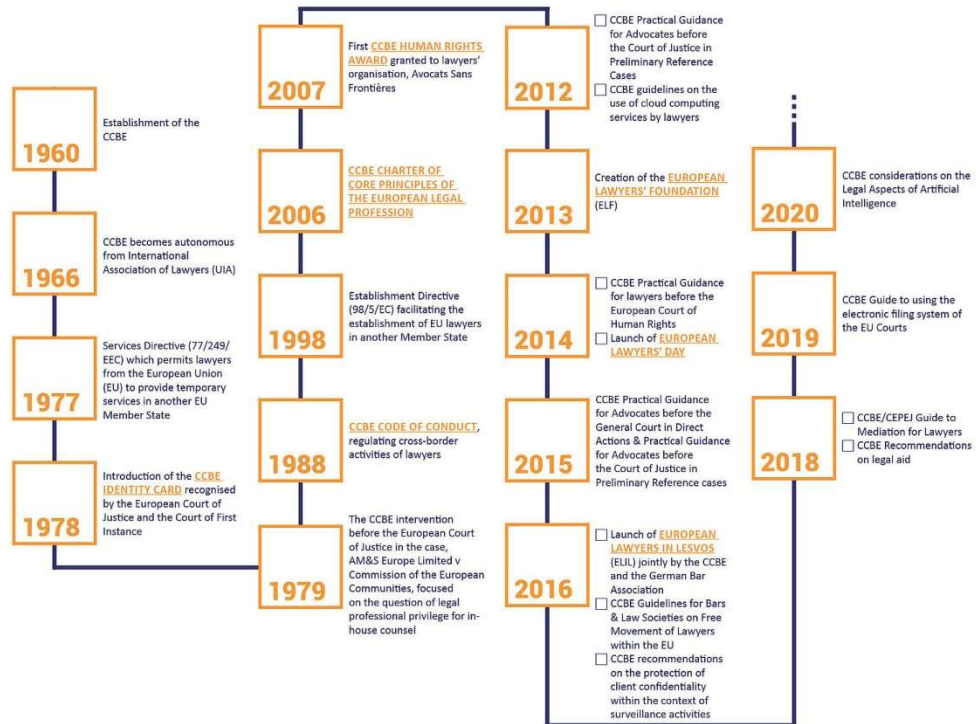 1960
Establishment of the
CCBE
1966
CCBE becomes autonomous
from International
Association of Lawyers (UIA)
1977
Services Directive (77/249/
EEC) which permits lawyers
from the European Union
(EU) to provide temporary
services in another EU
Member State
1978
Introduction of the CCBE
IDENTITY CARD recognised
by the European Court of
Justice and the Court of First
Instance
1979
The CCBE intervention
before the European Court
of Justice in the case,
AM&S Europe Limited v
Commission of the European
Communities, focused
on the question of legal
professional privilege for in-
house counsel
1988
CCBE CODE OF CONDUCT,
regulating cross-border
activities of lawyers
1998
Establishment Directive
(98/5/EC) facilitating the
establishment of EU lawyers
in another Member State
2006
CCBE CHARTER OF
CORE PRINCIPLES OF
THE EUROPEAN LEGAL
PROFESSION
2007
First CCBE HUMAN RIGHTS
AWARD granted to lawyers'
organisation, Avocats Sans
Frontières
2012
CCBE Practical Guidance
for Advocates before
the Court of Justice in
Preliminary Reference
Cases
CCBE guidelines on the
use of cloud computing
services by lawyers
2013
Creation of the EUROPEAN
LAWYERS' FOUNDATION
(ELF)
2014
CCBE Practical Guidance
for lawyers before the
European Court of
Human Rights
Launch of EUROPEAN
LAWYERS' DAY
2015
CCBE Practical Guidance
for Advocates before the
General Court in Direct
Actions & Practical Guidance
for Advocates before
the Court of Justice in
Preliminary Reference cases
2016
Launch of EUROPEAN
LAWYERS IN LESVOS
(ELIL) jointly by the CCBE
and the German Bar
Association
CCBE Guidelines for Bars
& Law Societies on Free
Movement of Lawyers
within the EU
CCBE recommendations
on the protection of
client confidentiality
within the context of
surveillance activities
2018
CCBE/CEPEJ Guide to
Mediation for Lawyers
CCBE Recommendations
on legal aid
2019
CCBE Guide to using the
electronic filing system of
the EU Courts
2020
CCBE considerations on the
Legal Aspects of Artificial
Intelligence